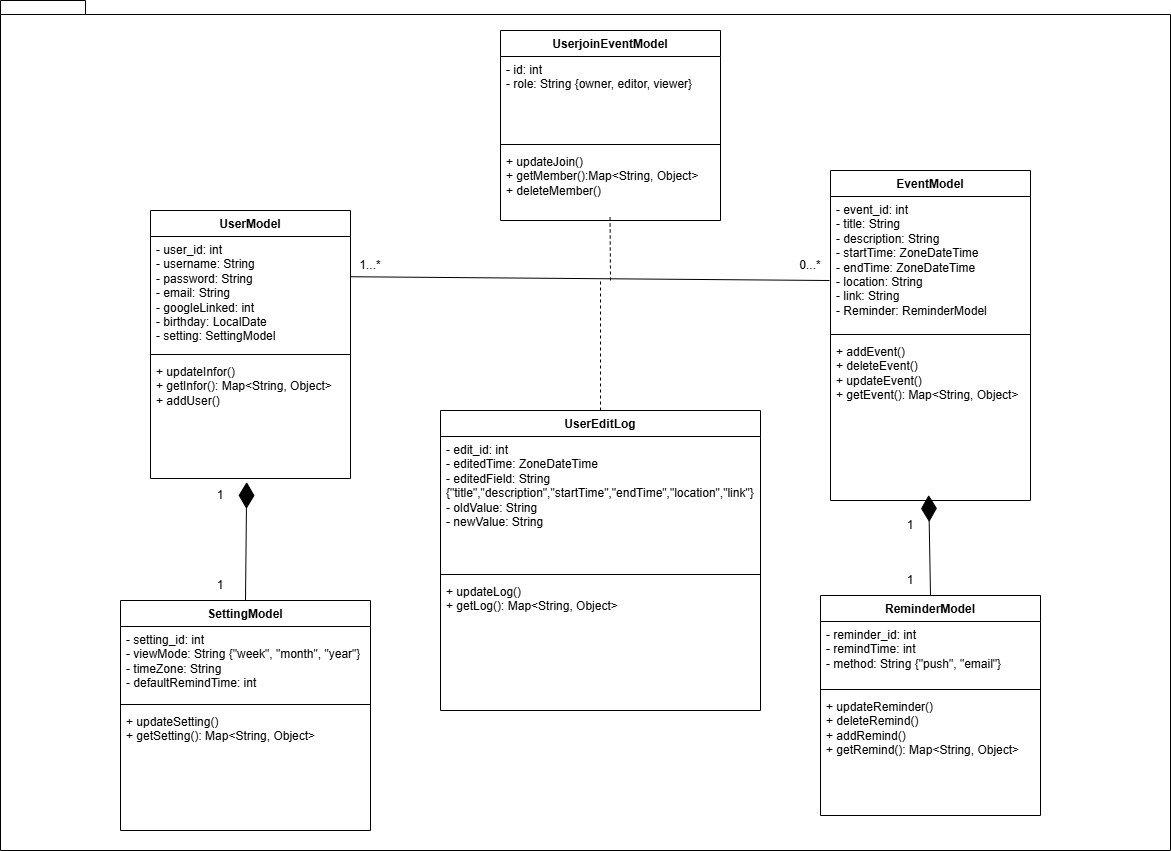 UserjoinEventModel
- id: int
- role: String {owner, editor, viewer}
+ updateJoin()
+ getMember():Map<String, Object>
+ deleteMember()
EventModel
- event_id: int
- title: String
- description: String
- startTime: ZoneDateTime
- endTime: ZoneDateTime
- location: String
- link: String
- Reminder: ReminderModel
+ addEvent()
+ deleteEvent()
+ updateEvent()
+ getEvent(): Map<String, Object>
UserModel
- user_id: int
- username: String
- password: String
- email: String
- googleLinked: int
- birthday: LocalDate
- setting: SettingModel
+ updateInfor()
+ getInfor(): Map<String, Object>
+ addUser()
1...*
0...*
UserEditLog
- edit_id: int
- editedTime: ZoneDateTime
- editedField: String
{"title","description","startTime","endTime","location","link"}
- oldValue: String
- newValue: String
+ updateLog()
+ getLog(): Map<String, Object>
1
1
SettingModel
- setting_id: int
- viewMode: String {"week", "month", "year"}
- timeZone: String
- defaultRemindTime: int
+ updateSetting()
+ getSetting(): Map<String, Object>
1
1
ReminderModel
- reminder_id: int
- remindTime: int
- method: String {"push", "email"}
+ updateReminder()
+ deleteRemind()
+ addRemind()
+ getRemind(): Map<String, Object>